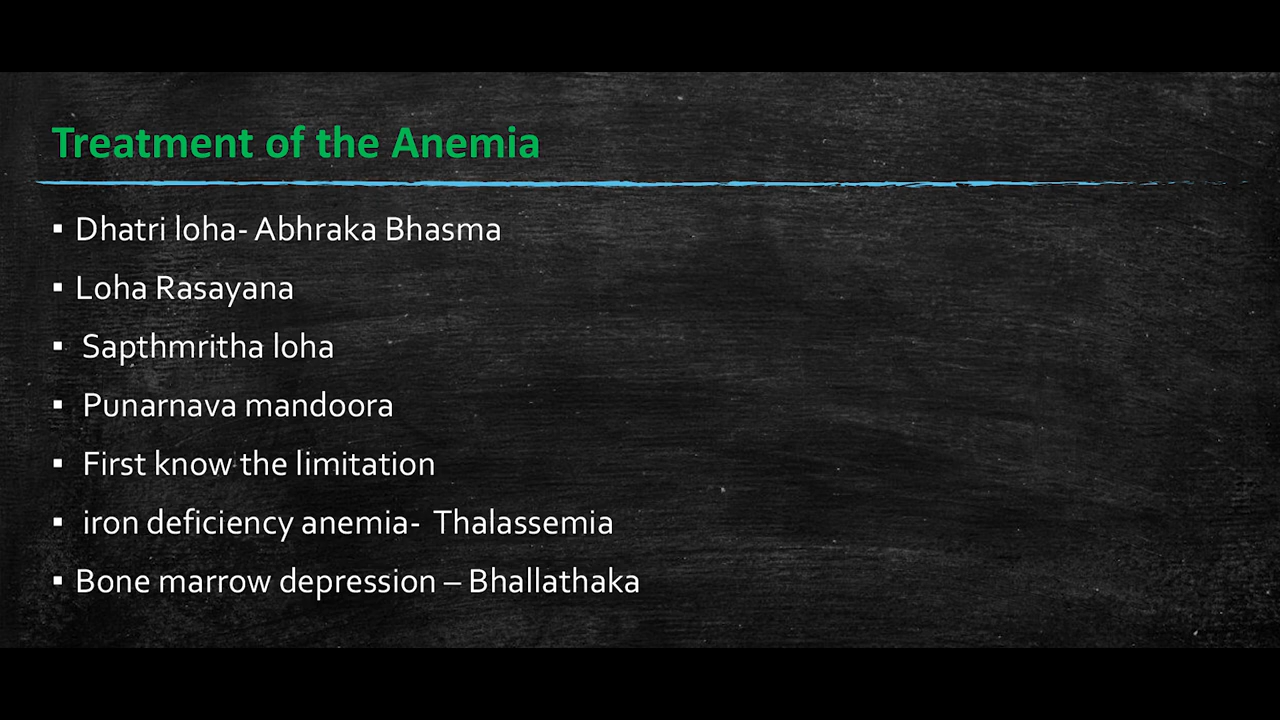 Treatment of the Anemia
▪ Dhatri loha- Abhraka Bhasma
▪ Loha Rasayana
▪ Sapthmritha loha
▪ Punarnava mandoora
▪ First know the limitation
▪ iron deficiency anemia- Thalassemia
▪ Bone marrow depression – Bhallathaka